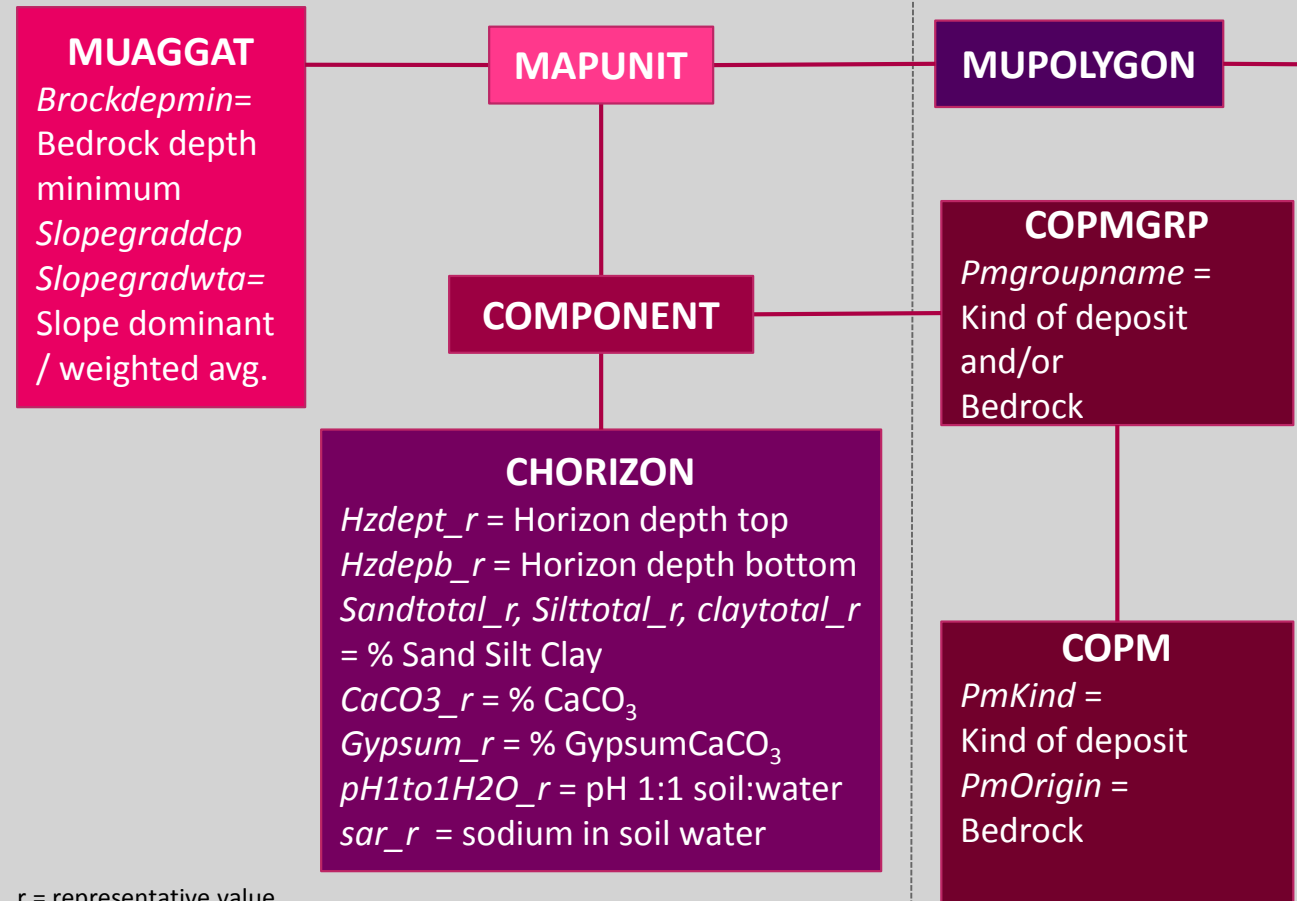 MUAGGAT
Brockdepmin=
Bedrock depth
minimum
Slopegraddcp
Slopegradwta=
Slope dominant
/ weighted avg.
MAPUNIT
MUPOLYGON
COMPONENT
COPMGRP
Pmgroupname =
Kind of deposit
and/or
Bedrock
CHORIZON
Hzdept_r = Horizon depth top
Hzdepb_r = Horizon depth bottom
Sandtotal_r, Silttotal_r, claytotal_r
= % Sand Silt Clay
CaCO3_r = % CaCO₃
Gypsum_r = % GypsumCaCO₃
pH1to1H2O_r = pH 1:1 soil:water
sar_r = sodium in soil water
COPM
PmKind =
Kind of deposit
PmOrigin =
Bedrock
r = representative value